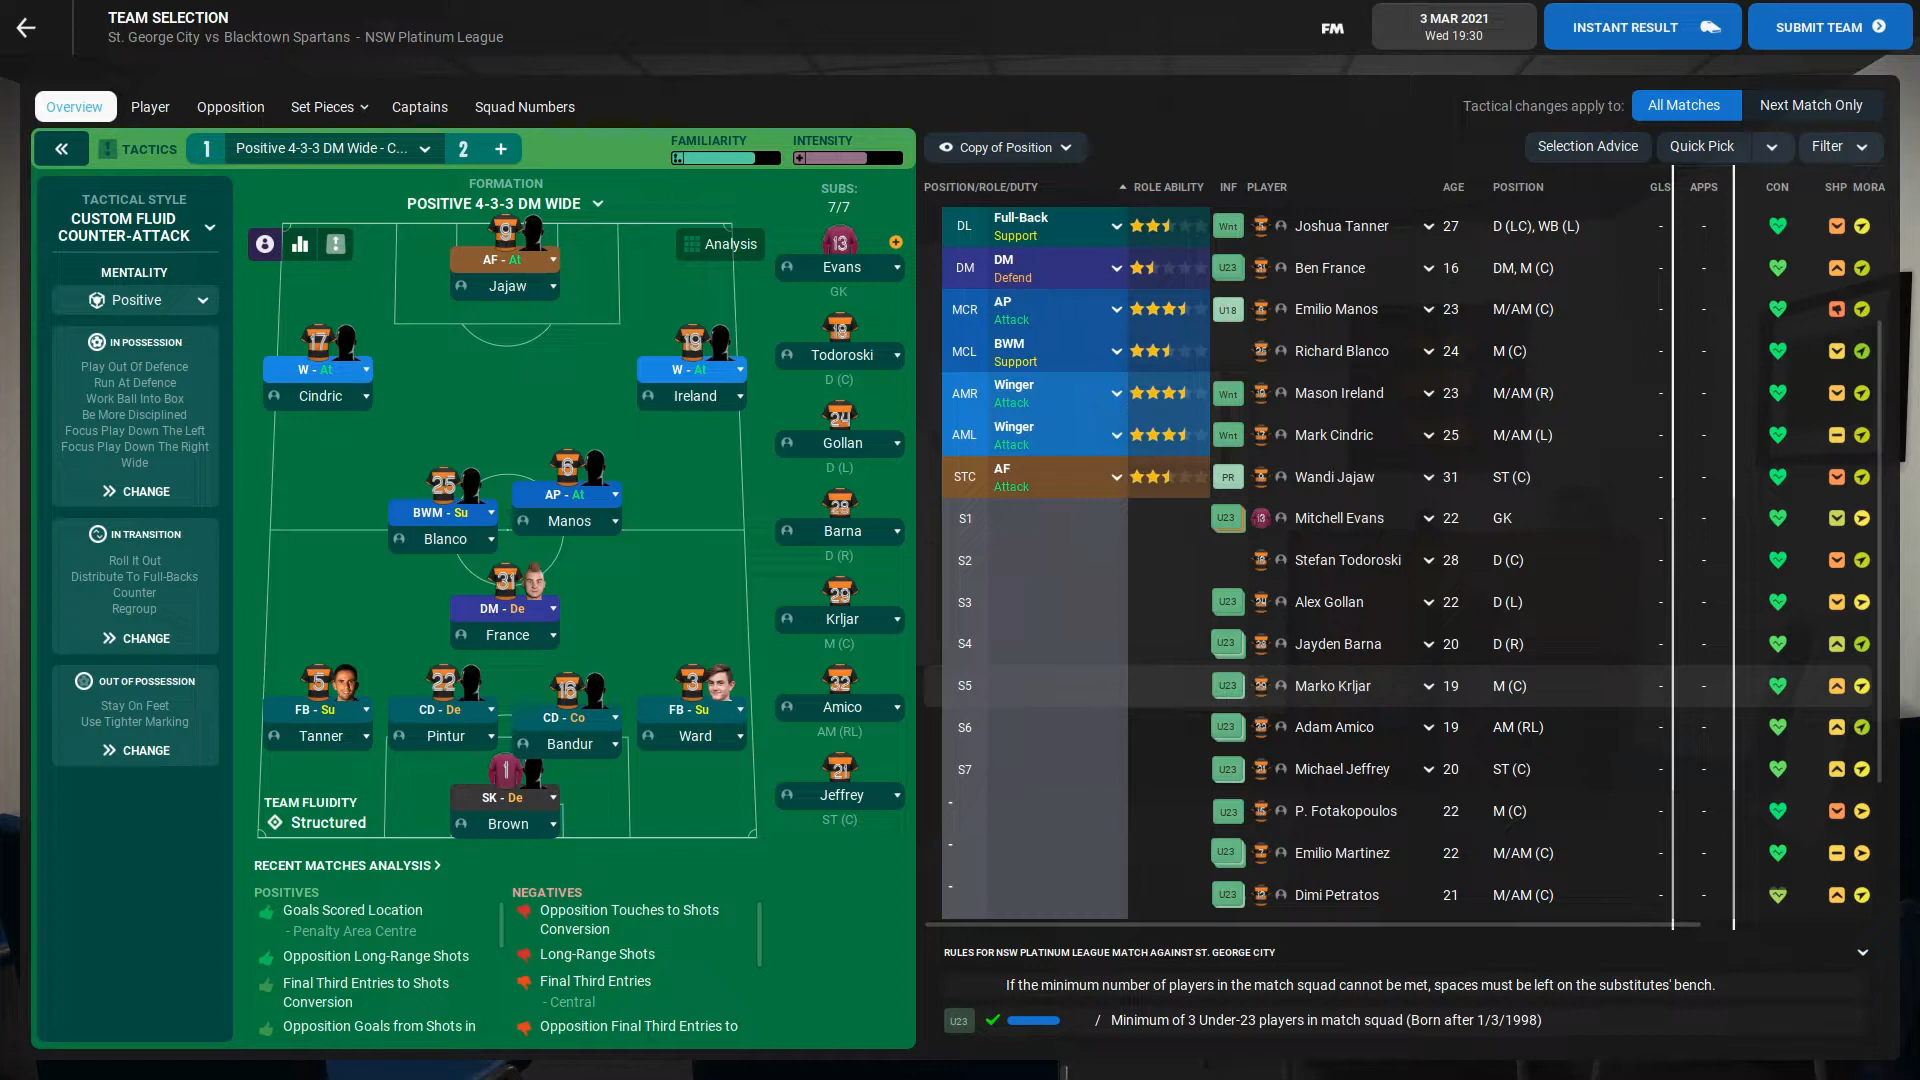 TEAM SELECTION
St. George City vs Blacktown Spartans - NSW Platinum League
FM
3 MAR 2021
Wed 19:30
INSTANT RESULT
SUBMIT TEAM
Overview
Player
Opposition
Set Pieces
Captains
Squad Numbers
Tactical changes apply to:
All Matches
Next Match Only
TACTICS
1
Positive 4-3-3 DM Wide - C...
2
FAMILIARITY
INTENSITY
Copy of Position
Selection Advice
Quick Pick
Filter
TACTICAL STYLE
CUSTOM FLUID
COUNTER-ATTACK
MENTALITY
Positive
IN POSSESSION
Play Out Of Defence
Run At Defence
Work Ball Into Box
Be More Disciplined
Focus Play Down The Left
Focus Play Down The Right
Wide
CHANGE
IN TRANSITION
Roll It Out
Distribute To Full-Backs
Counter
Regroup
CHANGE
OUT OF POSSESSION
Stay On Feet
Use Tighter Marking
CHANGE
FORMATION
POSITIVE 4-3-3 DM WIDE
Analysis
9
AF - At
Jajaw
17
W - At
Cindric
19
W - At
Ireland
25
BWM - Su
Blanco
6
AP - At
Manos
31
DM - De
France
5
FB - Su
Tanner
22
CD - De
Pintur
16
CD - Co
Bandur
3
FB - Su
Ward
1
SK - De
Brown
TEAM FLUIDITY
Structured
SUBS:
7/7
13
Evans
GK
18
Todoroski
D (C)
24
Gollan
D (L)
28
Barna
D (R)
29
Krljar
M (C)
32
Amico
AM (RL)
21
Jeffrey
ST (C)
RECENT MATCHES ANALYSIS
POSITIVES
Goals Scored Location
- Penalty Area Centre
Opposition Long-Range Shots
Final Third Entries to Shots
Conversion
Opposition Goals from Shots in
NEGATIVES
Opposition Touches to Shots
Conversion
Long-Range Shots
Final Third Entries
- Central
Opposition Final Third Entries to
POSITION/ROLE/DUTY ROLE ABILITY INF PLAYER AGE POSITION GLS APPS CON SHP MORA
DL Full-Back Support Wnt Joshua Tanner 27 D (LC), WB (L) - -
DM DM Defend U23 Ben France 16 DM, M (C) - -
MCR AP Attack U18 Emilio Manos 23 M/AM (C) - -
MCL BWM Support Richard Blanco 24 M (C) - -
AMR Winger Attack Wnt Mason Ireland 23 M/AM (R) - -
AML Winger Attack Wnt Mark Cindric 25 M/AM (L) - -
STC AF Attack PR Wandi Jajaw 31 ST (C) - -
S1 U23 13 Mitchell Evans 22 GK - -
S2 Stefan Todoroski 28 D (C) - -
S3 U23 Alex Gollan 22 D (L) - -
S4 U23 Jayden Barna 20 D (R) - -
S5 U23 Marko Krljar 19 M (C) - -
S6 U23 Adam Amico 19 AM (RL) - -
S7 U23 Michael Jeffrey 20 ST (C) - -
- U23 P. Fotakopoulos 22 M (C) - -
- U23 Emilio Martinez 22 M/AM (C) - -
- U23 Dimi Petratos 21 M/AM (C) - -
RULES FOR NSW PLATINUM LEAGUE MATCH AGAINST ST. GEORGE CITY
If the minimum number of players in the match squad cannot be met, spaces must be left on the substitutes' bench.
U23 / Minimum of 3 Under-23 players in match squad (Born after 1/3/1998)